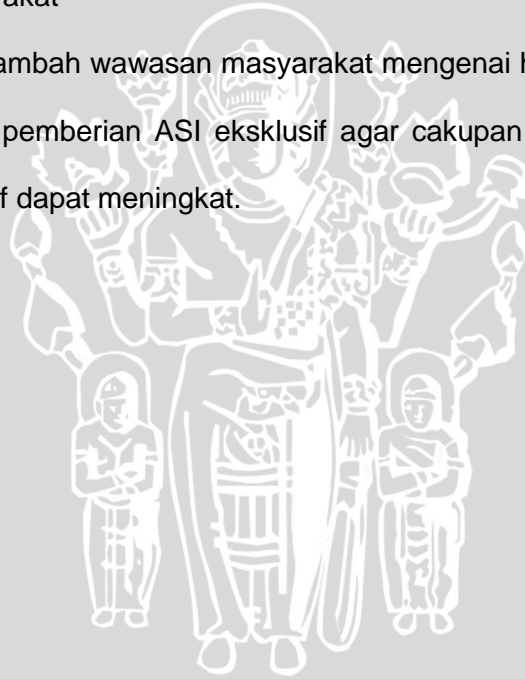 akat
ambah wawasan masyarakat mengenai
pemberian ASI eksklusif agar cakupan
f dapat meningkat.